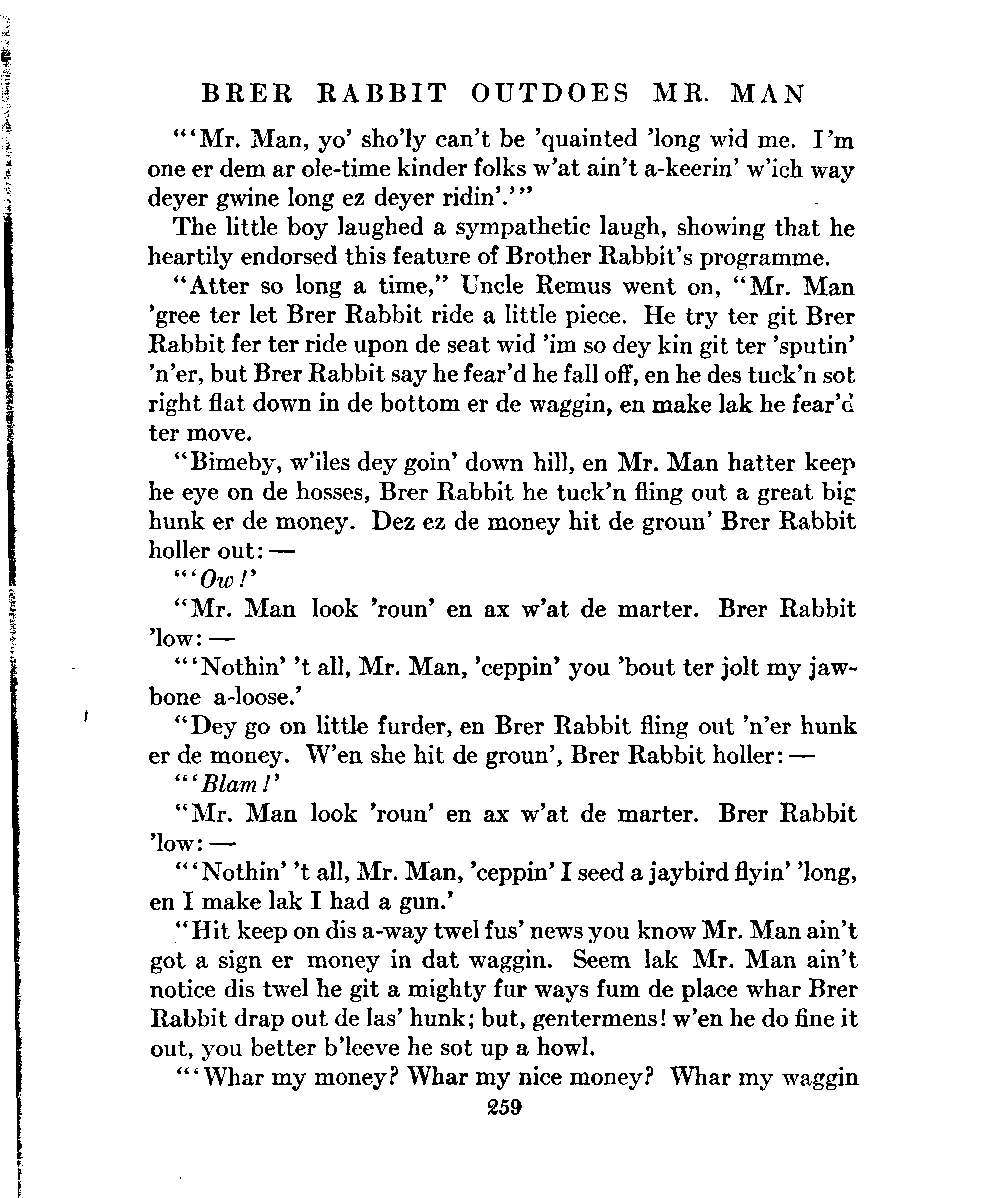 BRER RABBIT OUTDOES MR. MAN
"'Mr. Man, yo' sho'ly can't be 'quainted 'long wid me. I'm
one er dem ar ole-time kinder folks w'at ain't a-keerin' w'ich way
deyer gwine long ez deyer ridin'.'"
The little boy laughed a sympathetic laugh, showing that he
heartily endorsed this feature of Brother Rabbit's programme.
"Atter so long a time," Uncle Remus went on, "Mr. Man
'gree ter let Brer Rabbit ride a little piece. He try ter git Brer
Rabbit fer ter ride upon de seat wid 'im so dey kin git ter 'sputin'
'n'er, but Brer Rabbit say he fear'd he fall off, en he des tuck'n sot
right flat down in de bottom er de waggin, en make lak he fear'd
ter move.
"Bimeby, w'iles dey goin' down hill, en Mr. Man hatter keep
he eye on de hosses, Brer Rabbit he tuck'n fling out a great big
hunk er de money. Dez ez de money hit de groun' Brer Rabbit
holler out: —
"'Ow!'
"Mr. Man look 'roun' en ax w'at de marter. Brer Rabbit
'low: —
"'Nothin' 't all, Mr. Man, 'ceppin' you 'bout ter jolt my jaw-
bone a-loose.'
"Dey go on little furder, en Brer Rabbit fling out 'n'er hunk
er de money. W'en she hit de groun', Brer Rabbit holler: —
"'Blam!'
"Mr. Man look 'roun' en ax w'at de marter. Brer Rabbit
'low: —
"'Nothin' 't all, Mr. Man, 'ceppin' I seed a jaybird flyin' 'long,
en I make lak I had a gun.'
"Hit keep on dis a-way twel fus' news you know Mr. Man ain't
got a sign er money in dat waggin. Seem lak Mr. Man ain't
notice dis twel he git a mighty fur ways fum de place whar Brer
Rabbit drap out de las' hunk; but, gentermens! w'en he do fine it
out, you better b'leeve he sot up a howl.
"'Whar my money? Whar my nice money? Whar my waggin
259